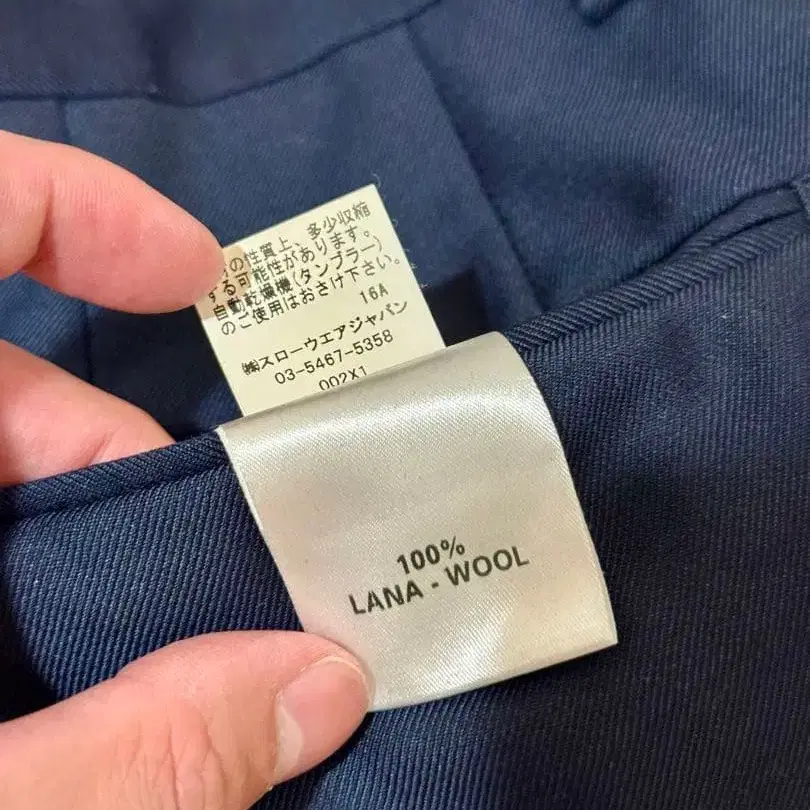 の性質上、多少収縮
する可能性があります。
自動乾燥機(タンブラー)
のご使用はおさけ下さい。
16A
㈱スローウエアジャパン
03-5467-5358
002X1
100%
LANA - WOOL